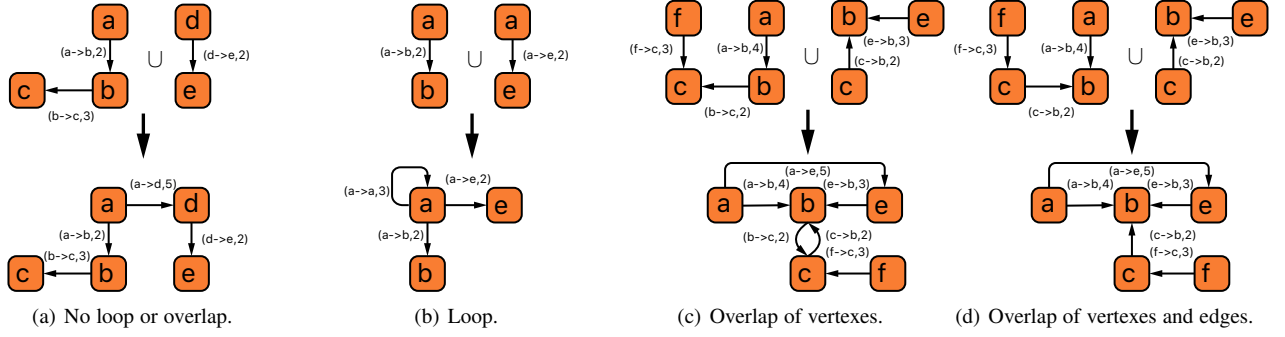 a d
(a->b,2) ∪ (d->e,2)
c b e
(b->c,3)
(a->d,5)
a d
(a->b,2) (d->e,2)
c b e
(b->c,3)
(a) No loop or overlap.
a a
(a->b,2) ∪ (a->e,2)
b e
(a->a,3) (a->e,2)
a e
(a->b,2)
b
(b) Loop.
f a b e
(f->c,3) (a->b,4) ∪ (e->b,3)
(c->b,2)
c b c
(b->c,2)
(a->e,5)
(a->b,4) (e->b,3)
a b e
(b->c,2) (c->b,2)
(f->c,3)
c f
(c) Overlap of vertexes.
f a b e
(f->c,3) (a->b,4) ∪ (e->b,3)
(c->b,2)
c b c
(c->b,2)
(a->e,5)
(a->b,4) (e->b,3)
a b e
(c->b,2)
(f->c,3)
c f
(d) Overlap of vertexes and edges.